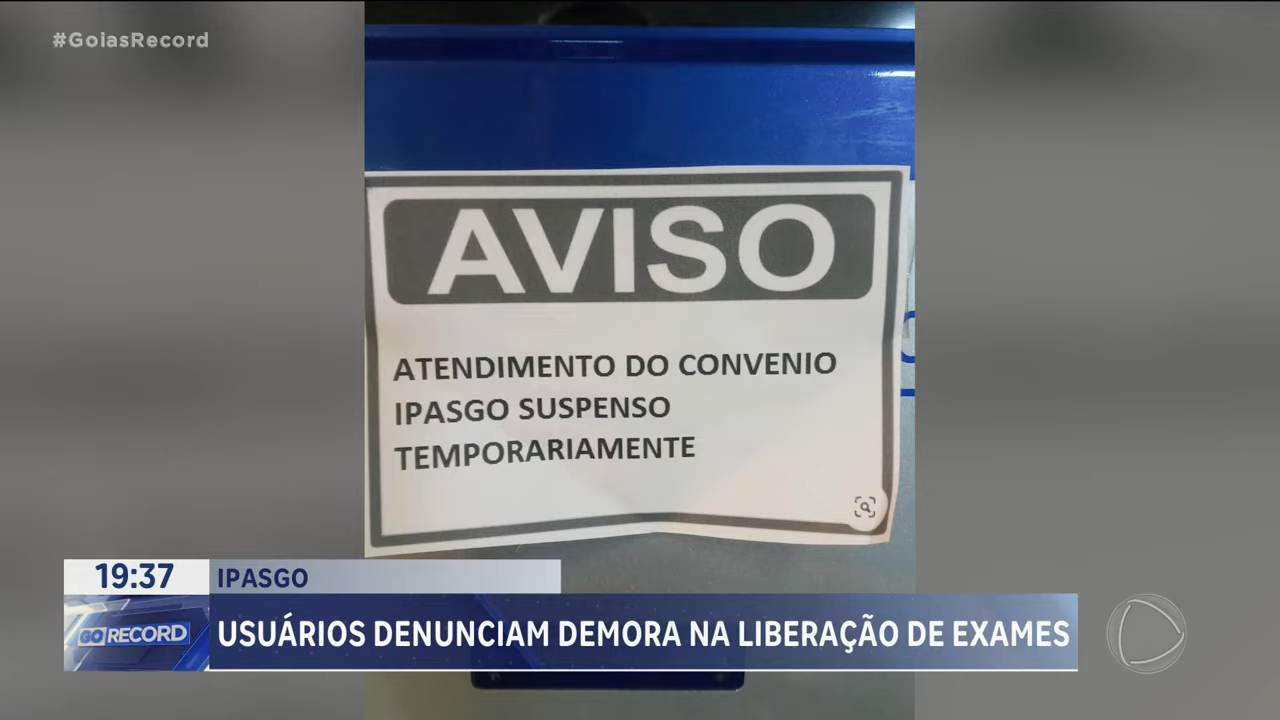 #GoiasRecord
AVISO
ATENDIMENTO DO CONVENIO
IPASGO SUSPENSO
TEMPORARIAMENTE
19:37
IPASGO
GO RECORD
USUÁRIOS DENUNCIAM DEMORA NA LIBERAÇÃO DE EXAMES